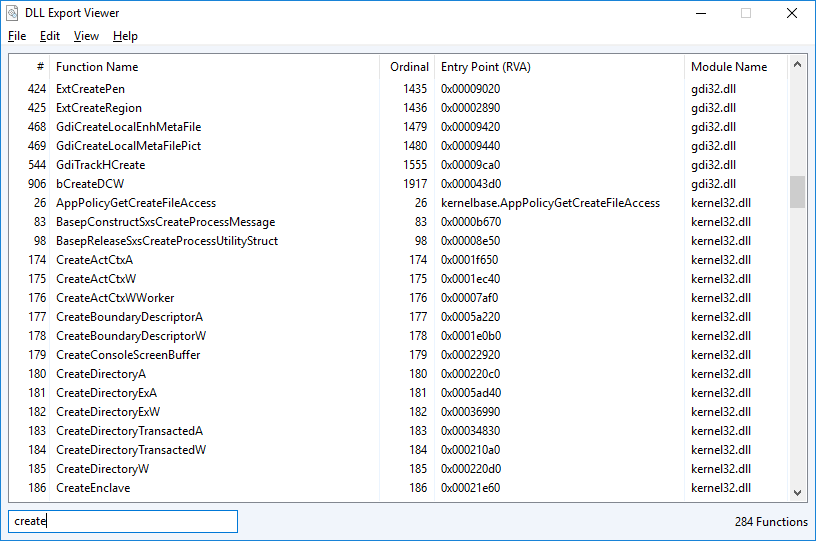 DLL Export Viewer
File Edit View Help
# Function Name Ordinal Entry Point (RVA) Module Name
424 ExtCreatePen 1435 0x00009020 gdi32.dll
425 ExtCreateRegion 1436 0x00002890 gdi32.dll
468 GdiCreateLocalEnhMetaFile 1479 0x00009420 gdi32.dll
469 GdiCreateLocalMetaFilePict 1480 0x00009440 gdi32.dll
544 GdiTrackHCreate 1555 0x00009ca0 gdi32.dll
906 bCreateDCW 1917 0x000043d0 gdi32.dll
26 AppPolicyGetCreateFileAccess 26 kernelbase.AppPolicyGetCreateFileAccess kernel32.dll
83 BasepConstructSxsCreateProcessMessage 83 0x0000b670 kernel32.dll
98 BasepReleaseSxsCreateProcessUtilityStruct 98 0x00008e50 kernel32.dll
174 CreateActCtxA 174 0x0001f650 kernel32.dll
175 CreateActCtxW 175 0x0001ec40 kernel32.dll
176 CreateActCtxWWorker 176 0x00007af0 kernel32.dll
177 CreateBoundaryDescriptorA 177 0x0005a220 kernel32.dll
178 CreateBoundaryDescriptorW 178 0x0001e0b0 kernel32.dll
179 CreateConsoleScreenBuffer 179 0x00022920 kernel32.dll
180 CreateDirectoryA 180 0x000220c0 kernel32.dll
181 CreateDirectoryExA 181 0x0005ad40 kernel32.dll
182 CreateDirectoryExW 182 0x00036990 kernel32.dll
183 CreateDirectoryTransactedA 183 0x00034830 kernel32.dll
184 CreateDirectoryTransactedW 184 0x000210a0 kernel32.dll
185 CreateDirectoryW 185 0x000220d0 kernel32.dll
186 CreateEnclave 186 0x00021e60 kernel32.dll
create 284 Functions